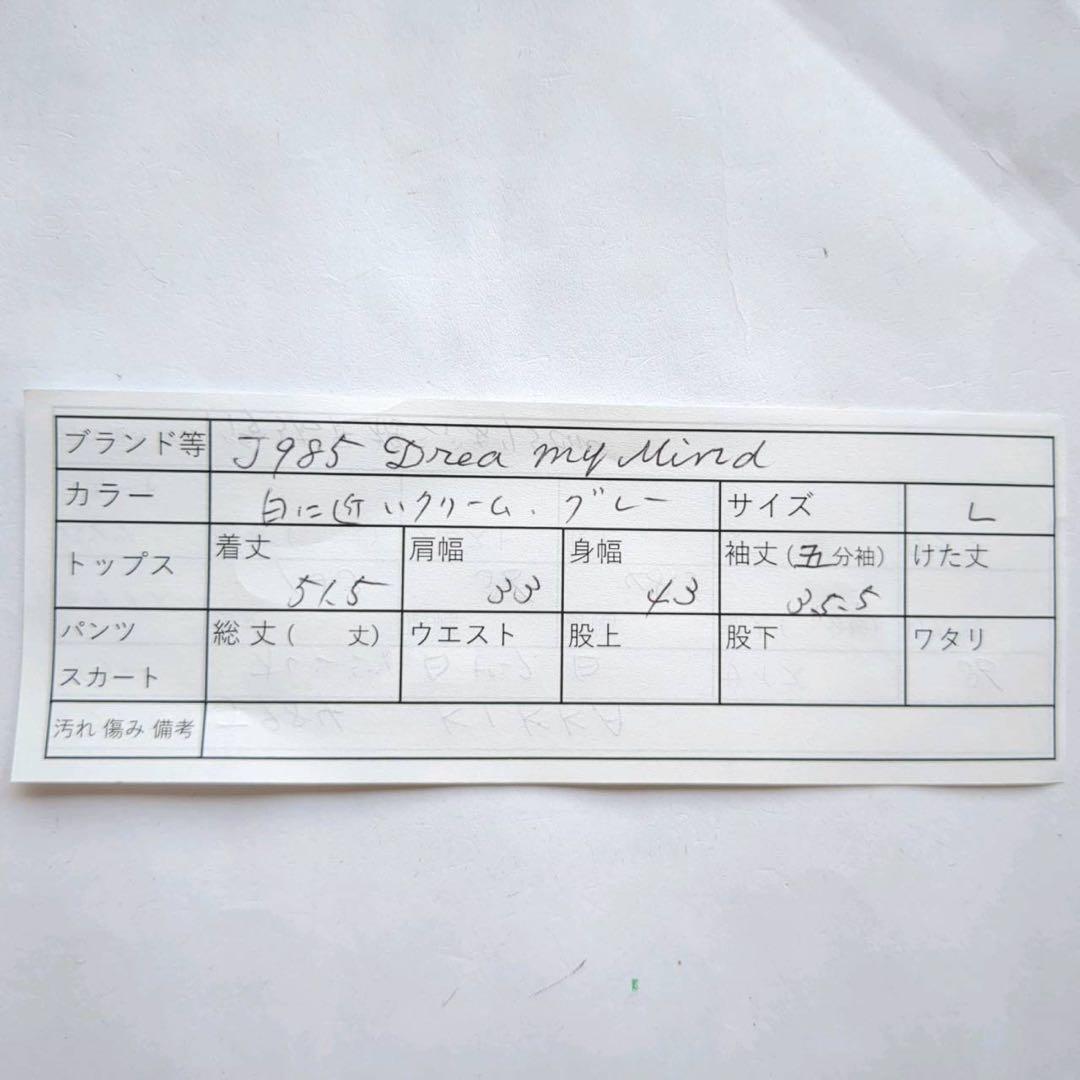 ブランド等 J985 Drea my Mind
カラー 白に近いクリーム、グレー サイズ L
トップス 着丈 51.5 肩幅 33 身幅 43 袖丈(五分袖) 35.5 けた丈
パンツ スカート 総丈( 丈) ウエスト 股上 股下 ワタリ
汚れ 傷み 備考